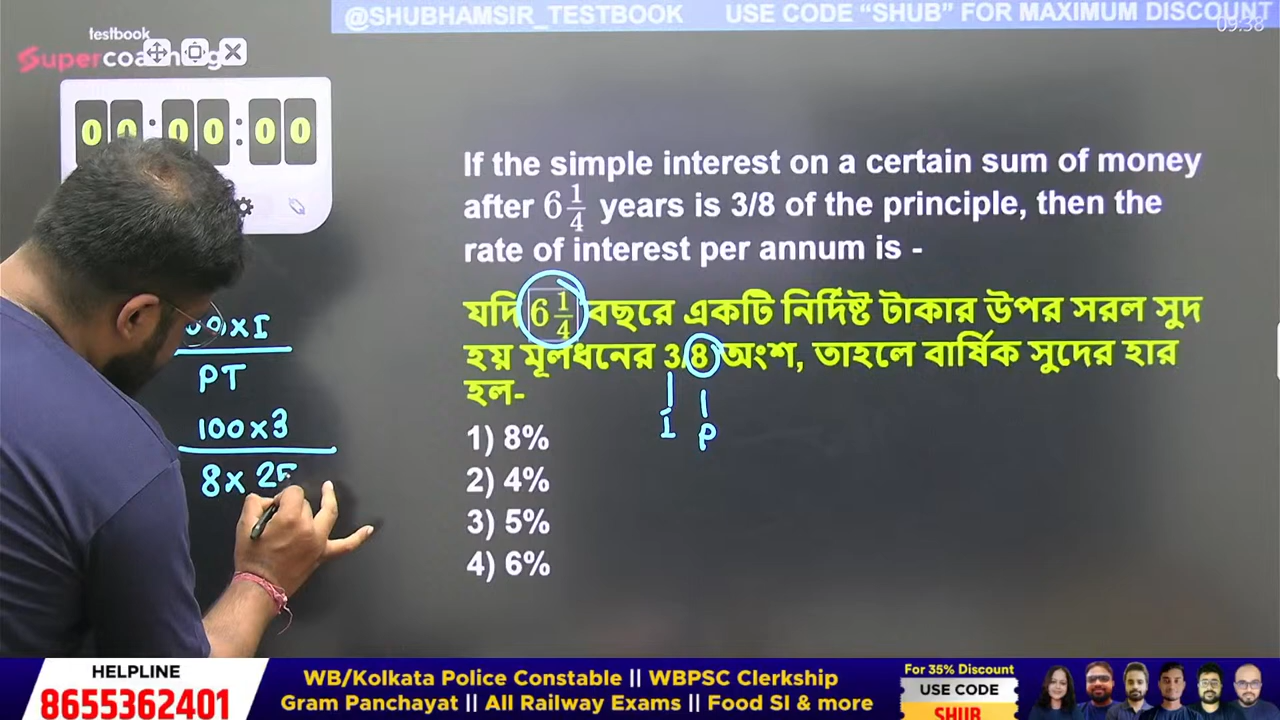 @SHUBHAMSIR_TESTBOOK USE CODE “SHUB” FOR MAXIMUM DISCOUNT
09:38
testbook
Supercoaching
00:00:00
If the simple interest on a certain sum of money
after 6 1/4 years is 3/8 of the principle, then the
rate of interest per annum is -
যদি 6 1/4 বছরে একটি নির্দিষ্ট টাকার উপর সরল সুদ
হয় মূলধনের 3/8 অংশ, তাহলে বার্ষিক সুদের হার
হল-
I P
1) 8%
2) 4%
3) 5%
4) 6%
×I
PT
100×3
8×25
HELPLINE
8655362401
WB/Kolkata Police Constable || WBPSC Clerkship
Gram Panchayat || All Railway Exams || Food SI & more
For 35% Discount
USE CODE
SHUB